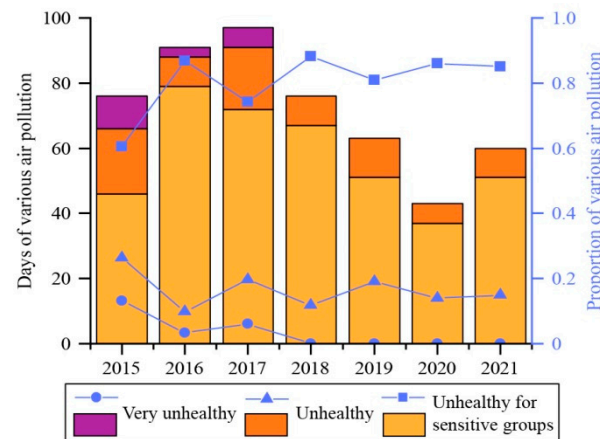 100
80
60
40
20
0
Days of various air pollution
1.0
0.8
0.6
0.4
0.2
0
Proportion of various air pollution
2015 2016 2017 2018 2019 2020 2021
Very unhealthy
Unhealthy
Unhealthy for
sensitive groups